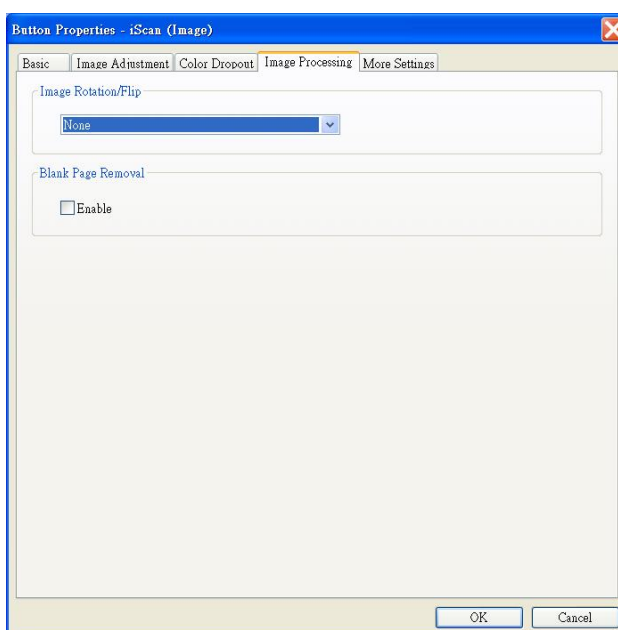 Button Properties - iScan (Image)
Basic Image Adjustment Color Dropout Image Processing More Settings
Image Rotation/Flip
None
Blank Page Removal
Enable
OK Cancel